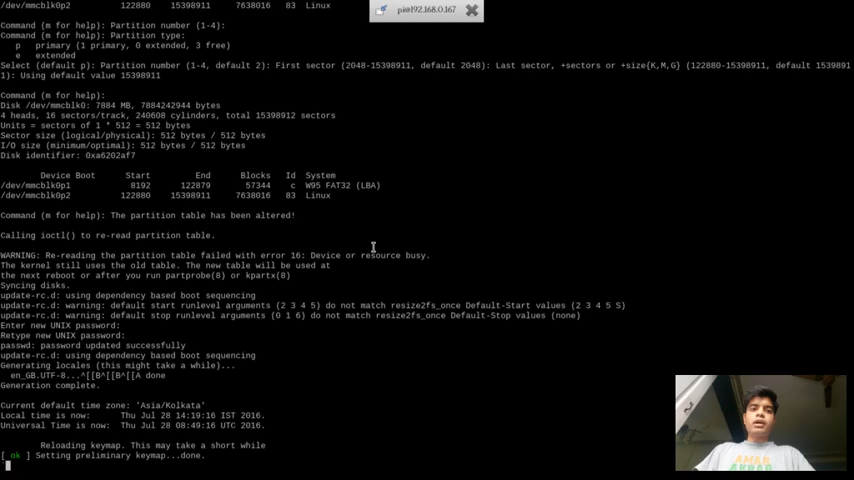 /dev/mmcblk0p2          122880    15398911     7638016   83  Linux
pi@192.168.0.167
Command (m for help): Partition number (1-4):
Command (m for help): Partition type:
p   primary (1 primary, 0 extended, 3 free)
e   extended
Select (default p): Partition number (1-4, default 2): First sector (2048-15398911, default 2048): Last sector, +sectors or +size{K,M,G} (122880-15398911, default 1539891
1): Using default value 15398911
Command (m for help):
Disk /dev/mmcblk0: 7884 MB, 7884242944 bytes
4 heads, 16 sectors/track, 240608 cylinders, total 15398912 sectors
Units = sectors of 1 * 512 = 512 bytes
Sector size (logical/physical): 512 bytes / 512 bytes
I/O size (minimum/optimal): 512 bytes / 512 bytes
Disk identifier: 0xa6202af7
Device Boot      Start         End      Blocks   Id  System
/dev/mmcblk0p1            8192      122879       57344    c  W95 FAT32 (LBA)
/dev/mmcblk0p2          122880    15398911     7638016   83  Linux
Command (m for help): The partition table has been altered!
Calling ioctl() to re-read partition table.
WARNING: Re-reading the partition table failed with error 16: Device or resource busy.
The kernel still uses the old table. The new table will be used at
the next reboot or after you run partprobe(8) or kpartx(8)
Syncing disks.
update-rc.d: using dependency based boot sequencing
update-rc.d: warning: default start runlevel arguments (2 3 4 5) do not match resize2fs_once Default-Start values (2 3 4 5 S)
update-rc.d: warning: default stop runlevel arguments (0 1 6) do not match resize2fs_once Default-Stop values (none)
Enter new UNIX password:
Retype new UNIX password:
passwd: password updated successfully
update-rc.d: using dependency based boot sequencing
Generating locales (this might take a while)...
en_GB.UTF-8...^[[B^[[B^[[A done
Generation complete.
Current default time zone: 'Asia/Kolkata'
Local time is now:      Thu Jul 28 14:19:16 IST 2016.
Universal Time is now:  Thu Jul 28 08:49:16 UTC 2016.
Reloading keymap. This may take a short while
[ ok ] Setting preliminary keymap...done.
AMAR
AKBAR